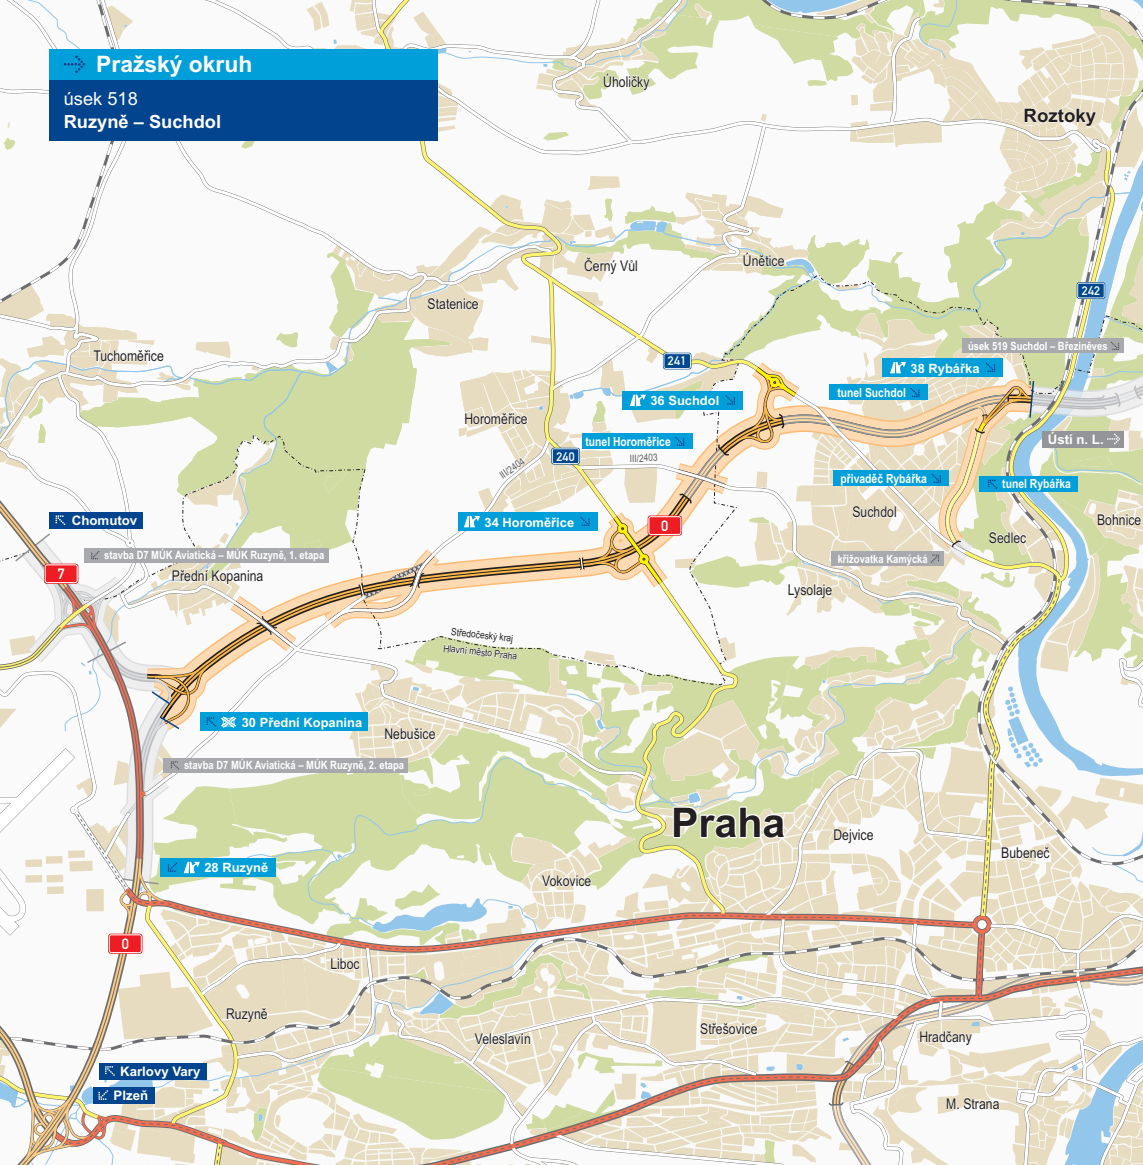 Pražský okruh
úsek 518
Ruzyně – Suchdol
Úholičky
Roztoky
Černý Vůl
Únětice
242
Statenice
úsek 519 Suchdol – Březiněves
Tuchoměřice
241
38 Rybářka
tunel Suchdol
36 Suchdol
Horoměřice
tunel Horoměřice
Ústí n. L.
240
III/2403
III/2404
přivaděč Rybářka
tunel Rybářka
Suchdol
Chomutov
34 Horoměřice
0
Bohnice
Sedlec
stavba D7 MÚK Aviatická – MÚK Ruzyně, 1. etapa
křižovatka Kamýcká
7
Přední Kopanina
Lysolaje
Středočeský kraj
Hlavní město Praha
30 Přední Kopanina
Nebušice
stavba D7 MÚK Aviatická – MÚK Ruzyně, 2. etapa
Praha
Dejvice
Bubeneč
28 Ruzyně
Vokovice
0
Liboc
Ruzyně
Veleslavín
Střešovice
Hradčany
Karlovy Vary
Plzeň
M. Strana